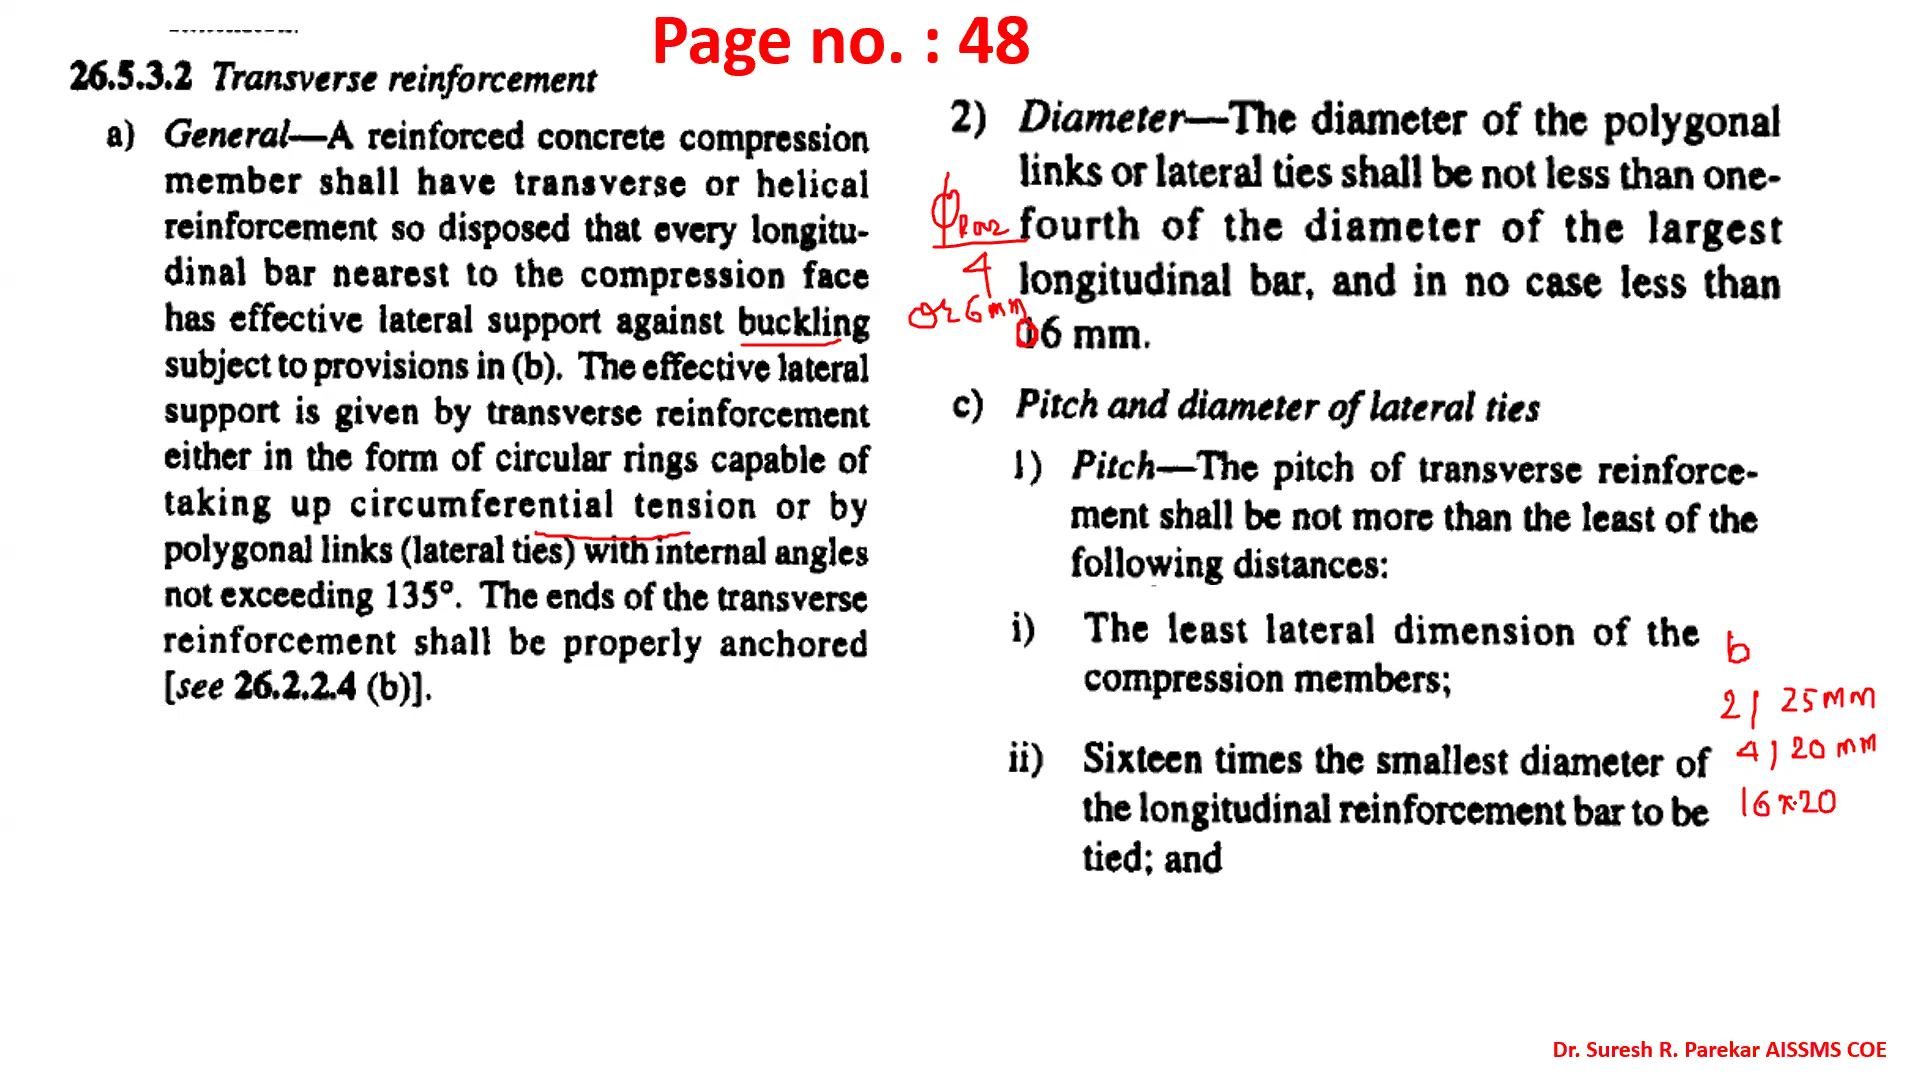 Page no. : 48
26.5.3.2 Transverse reinforcement
a) General—A reinforced concrete compression
member shall have transverse or helical
reinforcement so disposed that every longitu-
dinal bar nearest to the compression face
has effective lateral support against buckling
subject to provisions in (b). The effective lateral
support is given by transverse reinforcement
either in the form of circular rings capable of
taking up circumferential tension or by
polygonal links (lateral ties) with internal angles
not exceeding 135°. The ends of the transverse
reinforcement shall be properly anchored
[see 26.2.2.4 (b)].
2) Diameter—The diameter of the polygonal
links or lateral ties shall be not less than one-
fourth of the diameter of the largest
longitudinal bar, and in no case less than
16 mm.
ϕ
4
or 6 mm
c) Pitch and diameter of lateral ties
1) Pitch—The pitch of transverse reinforce-
ment shall be not more than the least of the
following distances:
i) The least lateral dimension of the
compression members;
b
2) 25 mm
ii) Sixteen times the smallest diameter of
the longitudinal reinforcement bar to be
tied; and
4) 20 mm
16 x 20
Dr. Suresh R. Parekar AISSMS COE